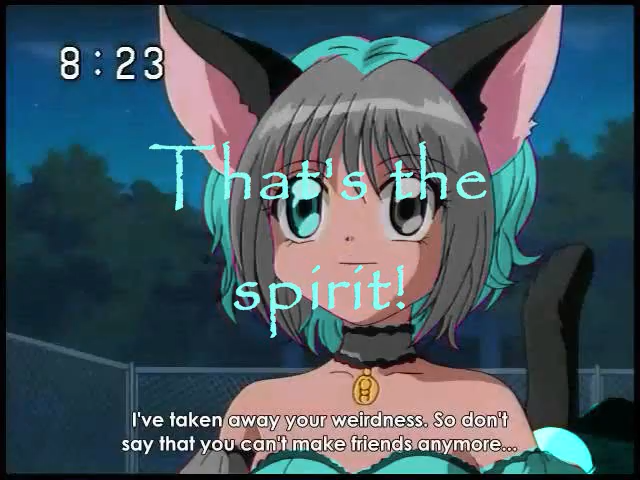 8:23
That's the
spirit!
I've taken away your weirdness. So don't
say that you can't make friends anymore...